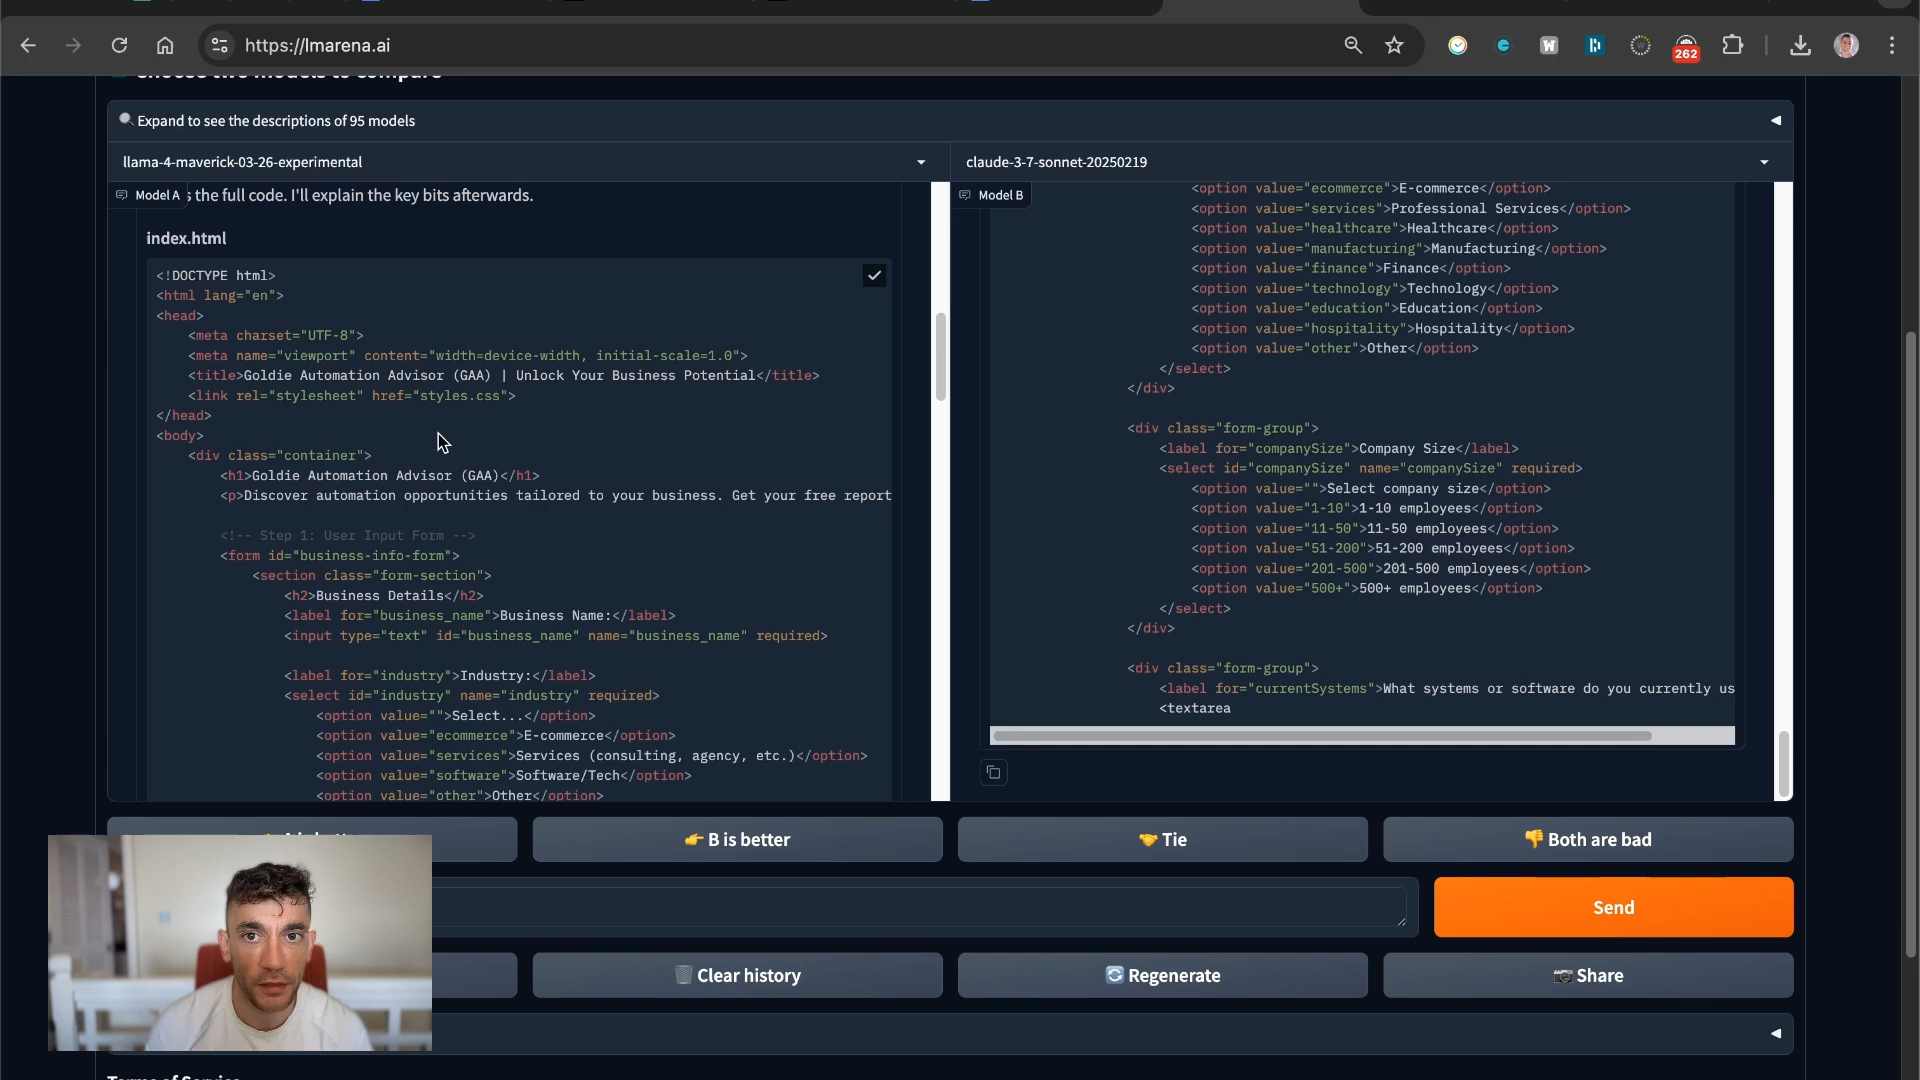 https://lmarena.ai
262
Choose two models to compare
Expand to see the descriptions of 95 models
llama-4-maverick-03-26-experimental
claude-3-7-sonnet-20250219
Model A
s the full code. I'll explain the key bits afterwards.
index.html
<!DOCTYPE html>
<html lang="en">
<head>
<meta charset="UTF-8">
<meta name="viewport" content="width=device-width, initial-scale=1.0">
<title>Goldie Automation Advisor (GAA) | Unlock Your Business Potential</title>
<link rel="stylesheet" href="styles.css">
</head>
<body>
<div class="container">
<h1>Goldie Automation Advisor (GAA)</h1>
<p>Discover automation opportunities tailored to your business. Get your free report
<!-- Step 1: User Input Form -->
<form id="business-info-form">
<section class="form-section">
<h2>Business Details</h2>
<label for="business_name">Business Name:</label>
<input type="text" id="business_name" name="business_name" required>
<label for="industry">Industry:</label>
<select id="industry" name="industry" required>
<option value="">Select...</option>
<option value="ecommerce">E-commerce</option>
<option value="services">Services (consulting, agency, etc.)</option>
<option value="software">Software/Tech</option>
<option value="other">Other</option>
Model B
<option value="ecommerce">E-commerce</option>
<option value="services">Professional Services</option>
<option value="healthcare">Healthcare</option>
<option value="manufacturing">Manufacturing</option>
<option value="finance">Finance</option>
<option value="technology">Technology</option>
<option value="education">Education</option>
<option value="hospitality">Hospitality</option>
<option value="other">Other</option>
</select>
</div>
<div class="form-group">
<label for="companySize">Company Size</label>
<select id="companySize" name="companySize" required>
<option value="">Select company size</option>
<option value="1-10">1-10 employees</option>
<option value="11-50">11-50 employees</option>
<option value="51-200">51-200 employees</option>
<option value="201-500">201-500 employees</option>
<option value="500+">500+ employees</option>
</select>
</div>
<div class="form-group">
<label for="currentSystems">What systems or software do you currently us
<textarea
B is better
Tie
Both are bad
Send
Clear history
Regenerate
Share
Terms of Service